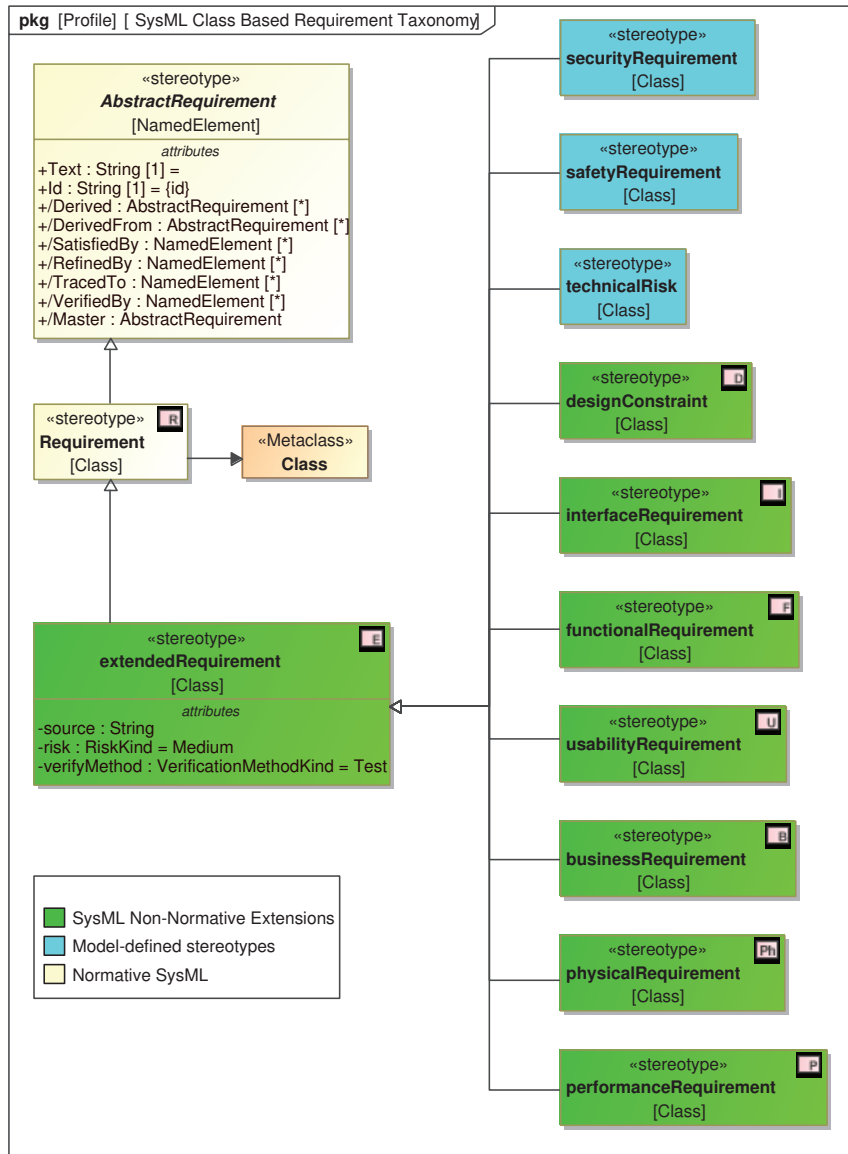 pkg [Profile] [ SysML Class Based Requirement Taxonomy]
«stereotype»
AbstractRequirement
[NamedElement]
attributes
+Text : String [1] =
+Id : String [1] = {id}
+/Derived : AbstractRequirement [*]
+/DerivedFrom : AbstractRequirement [*]
+/SatisfiedBy : NamedElement [*]
+/RefinedBy : NamedElement [*]
+/TracedTo : NamedElement [*]
+/VerifiedBy : NamedElement [*]
+/Master : AbstractRequirement
«stereotype»
R
Requirement
[Class]
«Metaclass»
Class
«stereotype»
E
extendedRequirement
[Class]
attributes
-source : String
-risk : RiskKind = Medium
-verifyMethod : VerificationMethodKind = Test
SysML Non-Normative Extensions
Model-defined stereotypes
Normative SysML
«stereotype»
securityRequirement
[Class]
«stereotype»
safetyRequirement
[Class]
«stereotype»
technicalRisk
[Class]
«stereotype»
D
designConstraint
[Class]
«stereotype»
I
interfaceRequirement
[Class]
«stereotype»
F
functionalRequirement
[Class]
«stereotype»
U
usabilityRequirement
[Class]
«stereotype»
B
businessRequirement
[Class]
«stereotype»
Ph
physicalRequirement
[Class]
«stereotype»
P
performanceRequirement
[Class]